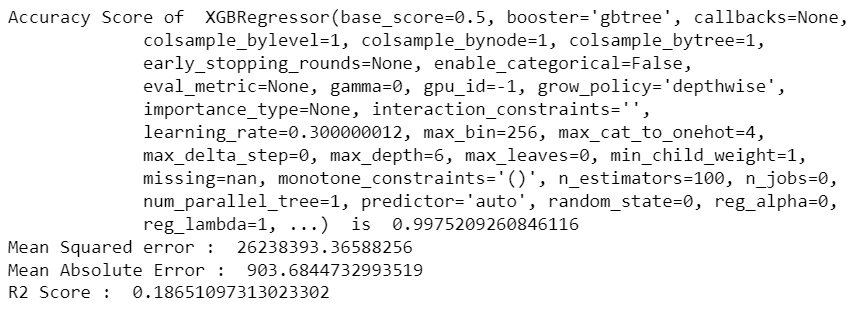 Accuracy Score of  XGBRegressor(base_score=0.5, booster='gbtree', callbacks=None,
             colsample_bylevel=1, colsample_bynode=1, colsample_bytree=1,
             early_stopping_rounds=None, enable_categorical=False,
             eval_metric=None, gamma=0, gpu_id=-1, grow_policy='depthwise',
             importance_type=None, interaction_constraints='',
             learning_rate=0.300000012, max_bin=256, max_cat_to_onehot=4,
             max_delta_step=0, max_depth=6, max_leaves=0, min_child_weight=1,
             missing=nan, monotone_constraints='()', n_estimators=100, n_jobs=0,
             num_parallel_tree=1, predictor='auto', random_state=0, reg_alpha=0,
             reg_lambda=1, ...)  is  0.9975209260846116
Mean Squared error :  26238393.36588256
Mean Absolute Error :  903.6844732993519
R2 Score :  0.18651097313023302